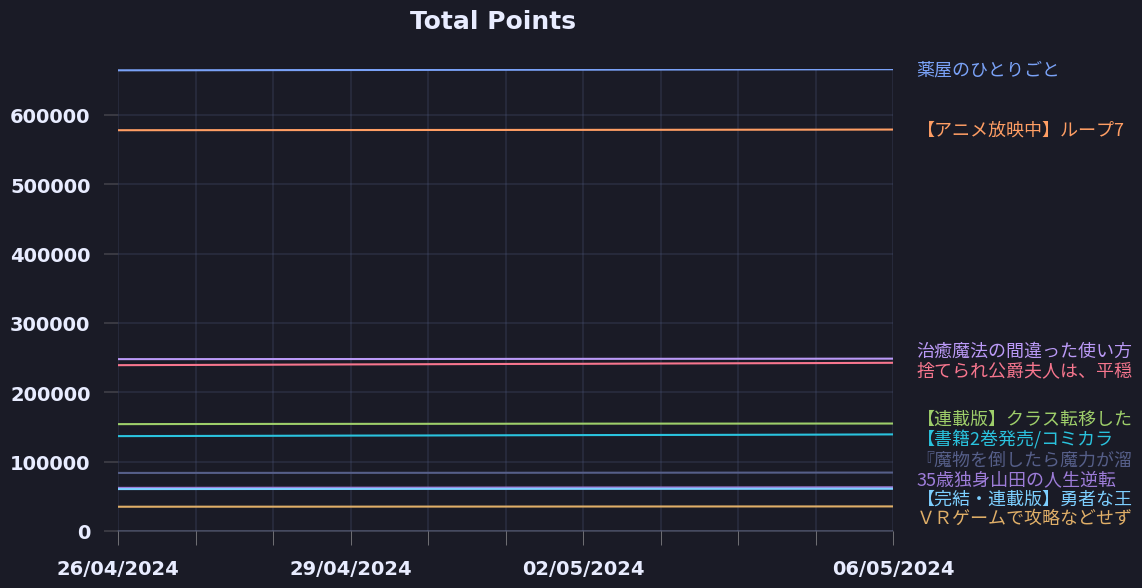 Total Points
薬屋のひとりごと
600000
【アニメ放映中】ループ7
500000
400000
300000
治癒魔法の間違った使い方
捨てられ公爵夫人は、平穏
200000
【連載版】クラス転移した
【書籍2巻発売/コミカラ
100000
『魔物を倒したら魔力が溜
35歳独身山田の人生逆転
【完結・連載版】勇者な王
ＶＲゲームで攻略などせず
0
26/04/2024
29/04/2024
02/05/2024
06/05/2024